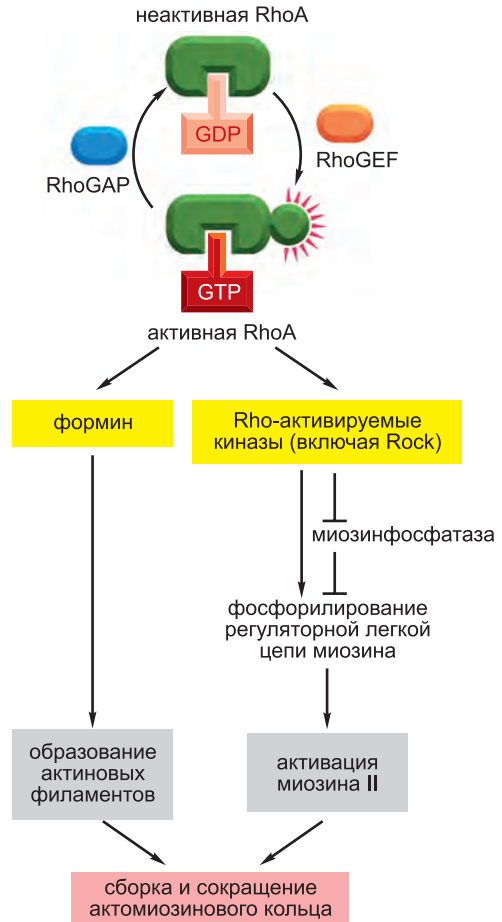 неактивная RhoA
GDP
RhoGAP
RhoGEF
GTP
активная RhoA
формин
Rho-активируемые
киназы (включая Rock)
миозинфосфатаза
фосфорилирование
регуляторной легкой
цепи миозина
образование
актиновых
филаментов
активация
миозина II
сборка и сокращение
актомиозинового кольца